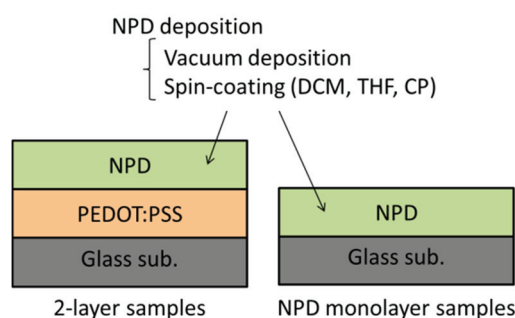 NPD deposition
Vacuum deposition
Spin-coating (DCM, THF, CP)
NPD
PEDOT:PSS
Glass sub.
2-layer samples
NPD
Glass sub.
NPD monolayer samples